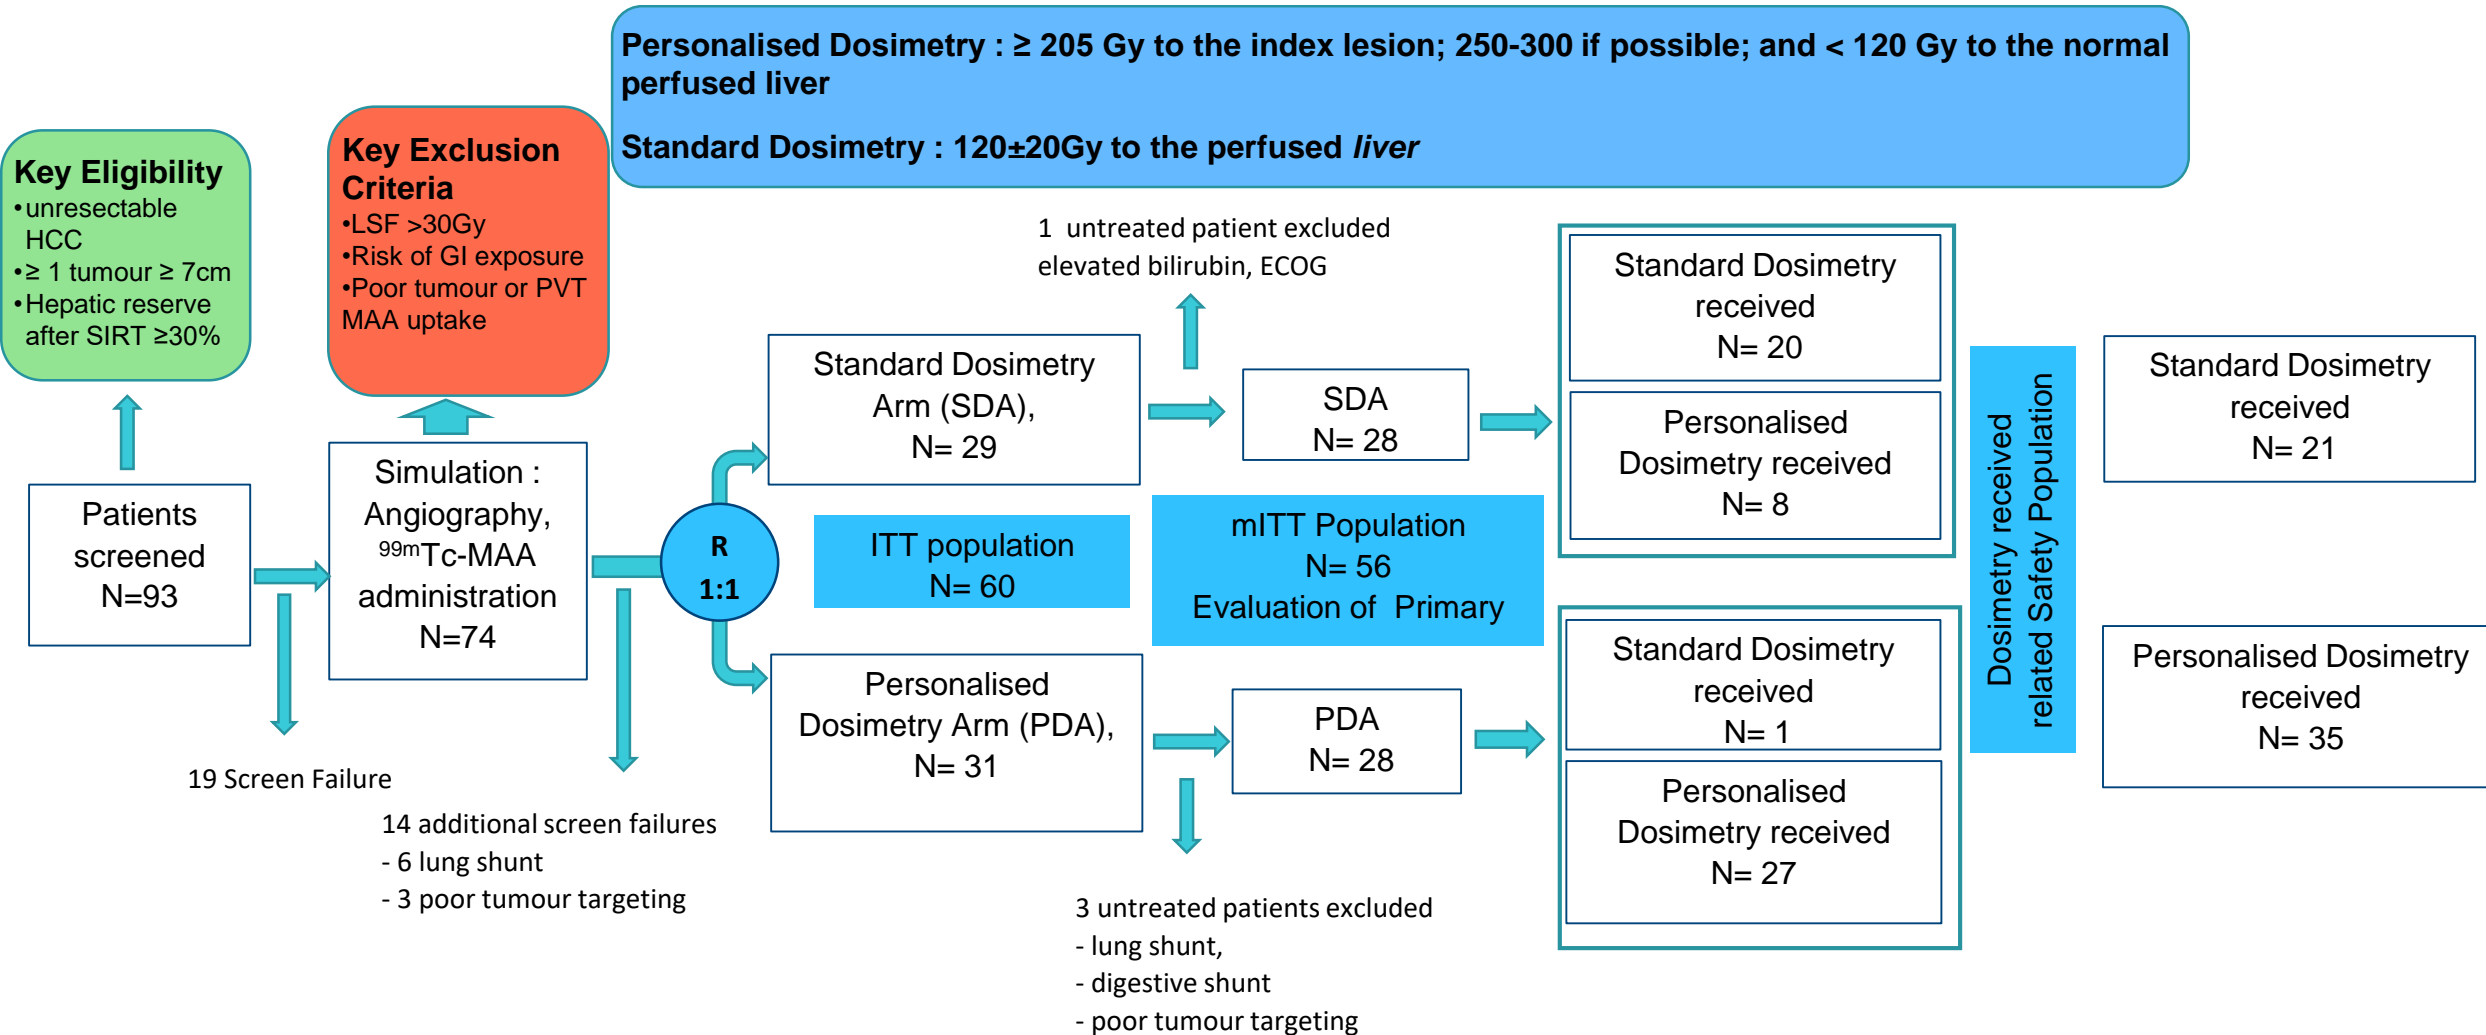 Personalised Dosimetry : ≥ 205 Gy to the index lesion; 250-300 if possible; and < 120 Gy to the normal
perfused liver
Standard Dosimetry : 120±20Gy to the perfused liver
Key Eligibility
•unresectable
HCC
•≥ 1 tumour ≥ 7cm
•Hepatic reserve
after SIRT ≥30%
Key Exclusion
Criteria
•LSF >30Gy
•Risk of GI exposure
•Poor tumour or PVT
MAA uptake
Patients
screened
N=93
19 Screen Failure
Simulation :
Angiography,
99mTc-MAA
administration
N=74
14 additional screen failures
- 6 lung shunt
- 3 poor tumour targeting
R
1:1
Standard Dosimetry
Arm (SDA),
N= 29
ITT population
N= 60
Personalised
Dosimetry Arm (PDA),
N= 31
1 untreated patient excluded
elevated bilirubin, ECOG
SDA
N= 28
mITT Population
N= 56
Evaluation of Primary
PDA
N= 28
3 untreated patients excluded
- lung shunt,
- digestive shunt
- poor tumour targeting
Standard Dosimetry
received
N= 20
Personalised
Dosimetry received
N= 8
Standard Dosimetry
received
N= 1
Personalised
Dosimetry received
N= 27
Dosimetry received
related Safety Population
Standard Dosimetry
received
N= 21
Personalised Dosimetry
received
N= 35